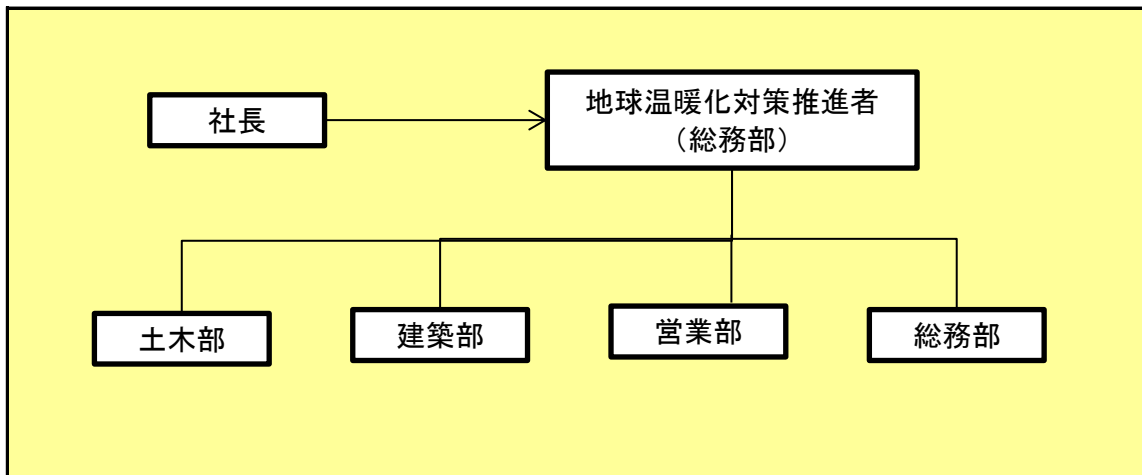 社長
地球温暖化対策推進者
（総務部）
土木部
建築部
営業部
総務部